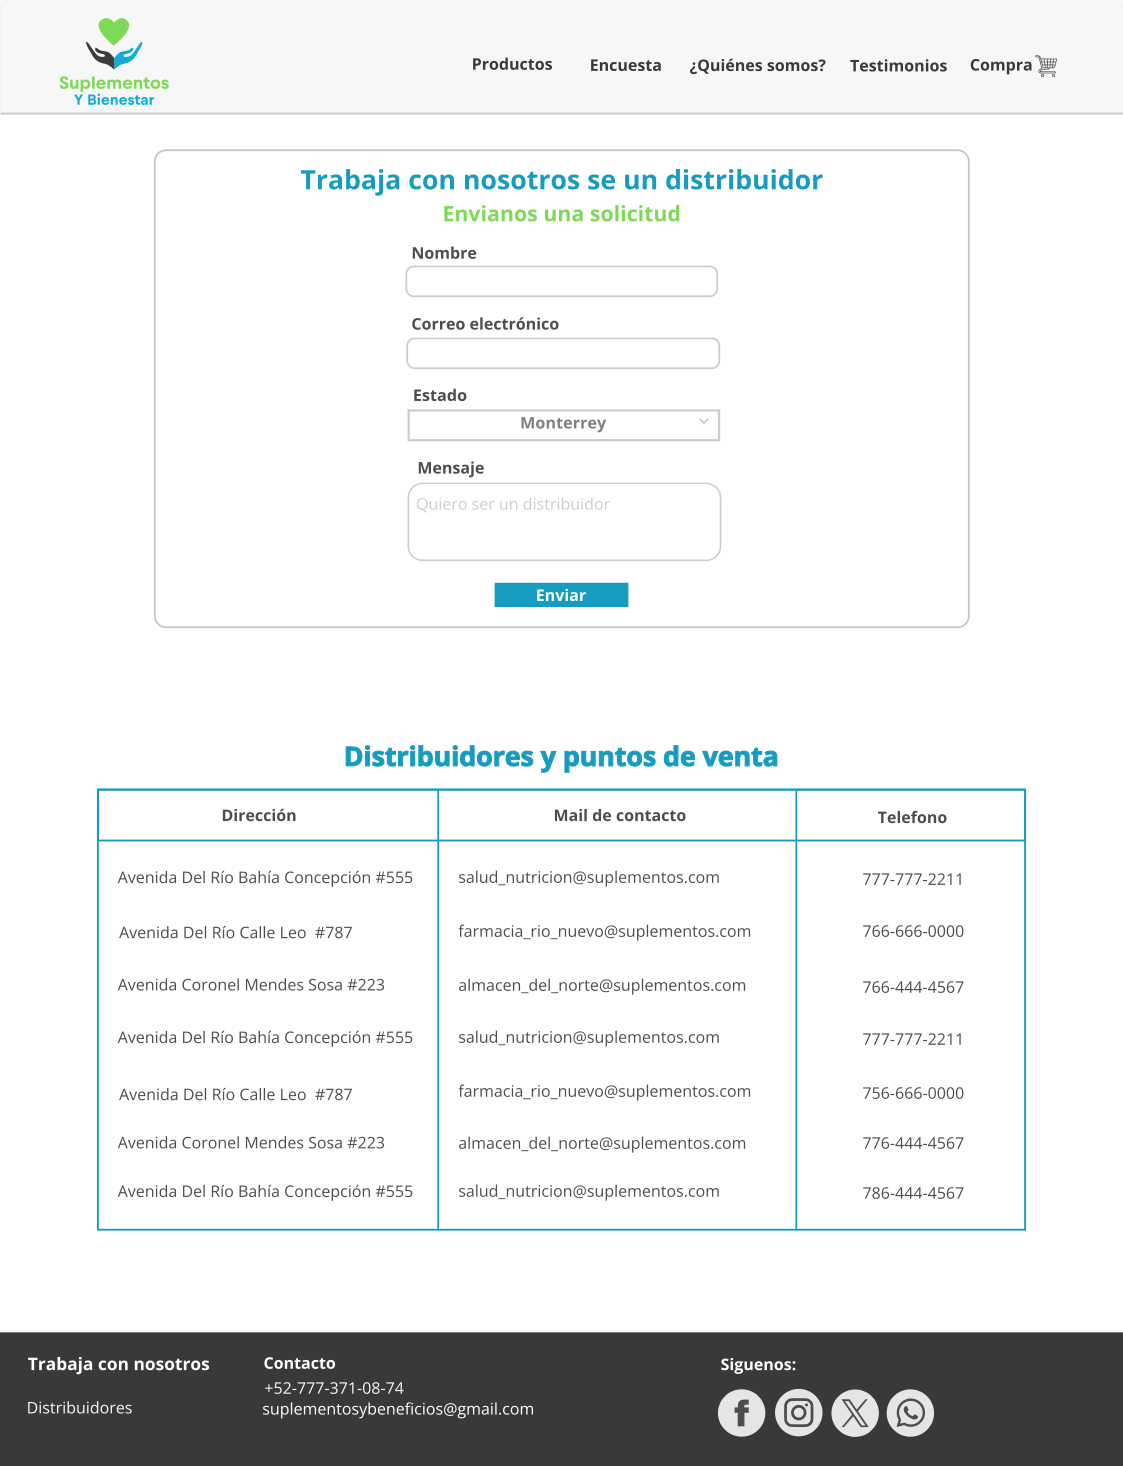 Suplementos
Y Bienestar
Productos Encuesta ¿Quiénes somos? Testimonios Compra
Trabaja con nosotros se un distribuidor
Envianos una solicitud
Nombre
Correo electrónico
Estado
Monterrey
Mensaje
Quiero ser un distribuidor
Enviar
Distribuidores y puntos de venta
Dirección Mail de contacto Telefono
Avenida Del Río Bahía Concepción #555 salud_nutricion@suplementos.com 777-777-2211
Avenida Del Río Calle Leo #787 farmacia_rio_nuevo@suplementos.com 766-666-0000
Avenida Coronel Mendes Sosa #223 almacen_del_norte@suplementos.com 766-444-4567
Avenida Del Río Bahía Concepción #555 salud_nutricion@suplementos.com 777-777-2211
Avenida Del Río Calle Leo #787 farmacia_rio_nuevo@suplementos.com 756-666-0000
Avenida Coronel Mendes Sosa #223 almacen_del_norte@suplementos.com 776-444-4567
Avenida Del Río Bahía Concepción #555 salud_nutricion@suplementos.com 786-444-4567
Trabaja con nosotros
Distribuidores
Contacto
+52-777-371-08-74
suplementosybeneficios@gmail.com
Siguenos: